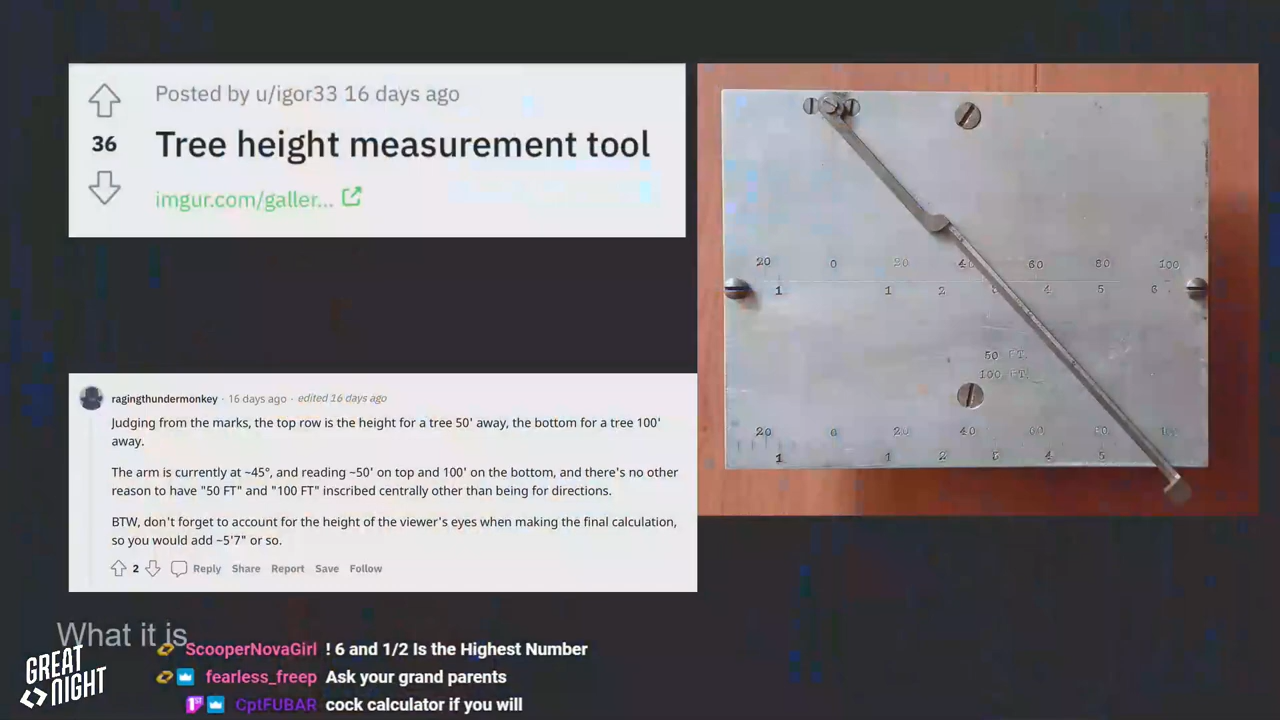 Posted by u/igor33 16 days ago
36
Tree height measurement tool
imgur.com/galler...
20 0 20 40 60 80 100
1 1 2 4 5 6
50 FT.
100 FT.
20 0 20 40 60
1 1 2 3 4 5
ragingthundermonkey · 16 days ago · edited 16 days ago
Judging from the marks, the top row is the height for a tree 50' away, the bottom for a tree 100'
away.
The arm is currently at ~45°, and reading ~50' on top and 100' on the bottom, and there's no other
reason to have "50 FT" and "100 FT" inscribed centrally other than being for directions.
BTW, don't forget to account for the height of the viewer's eyes when making the final calculation,
so you would add ~5'7" or so.
2 Reply Share Report Save Follow
What it is
GREAT
NIGHT
ScooperNovaGirl ! 6 and 1/2 Is the Highest Number
fearless_freep Ask your grand parents
1ST CptFUBAR cock calculator if you will